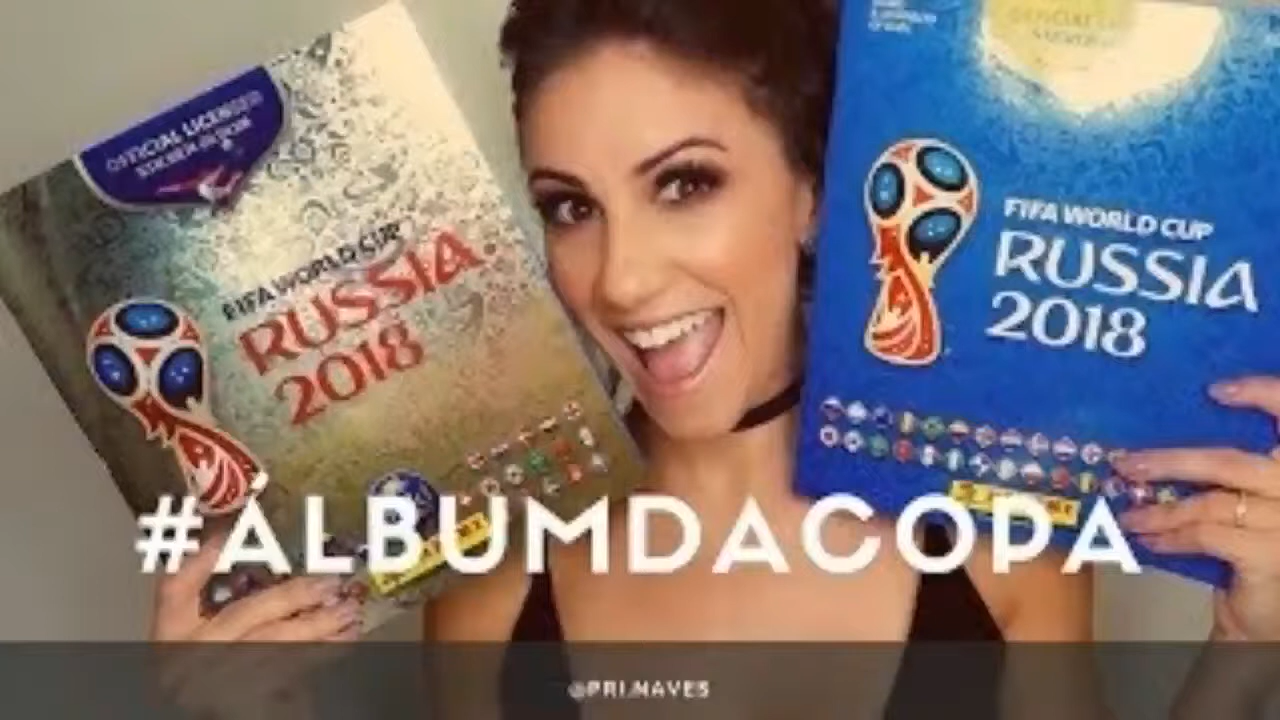 OFFICIAL LICENSED
STICKER ALBUM
FIFA WORLD CUP
RUSSIA
2018
FIFA WORLD CUP
RUSSIA
2018
#ÁLBUMDACOPA
@PRI.NAVES